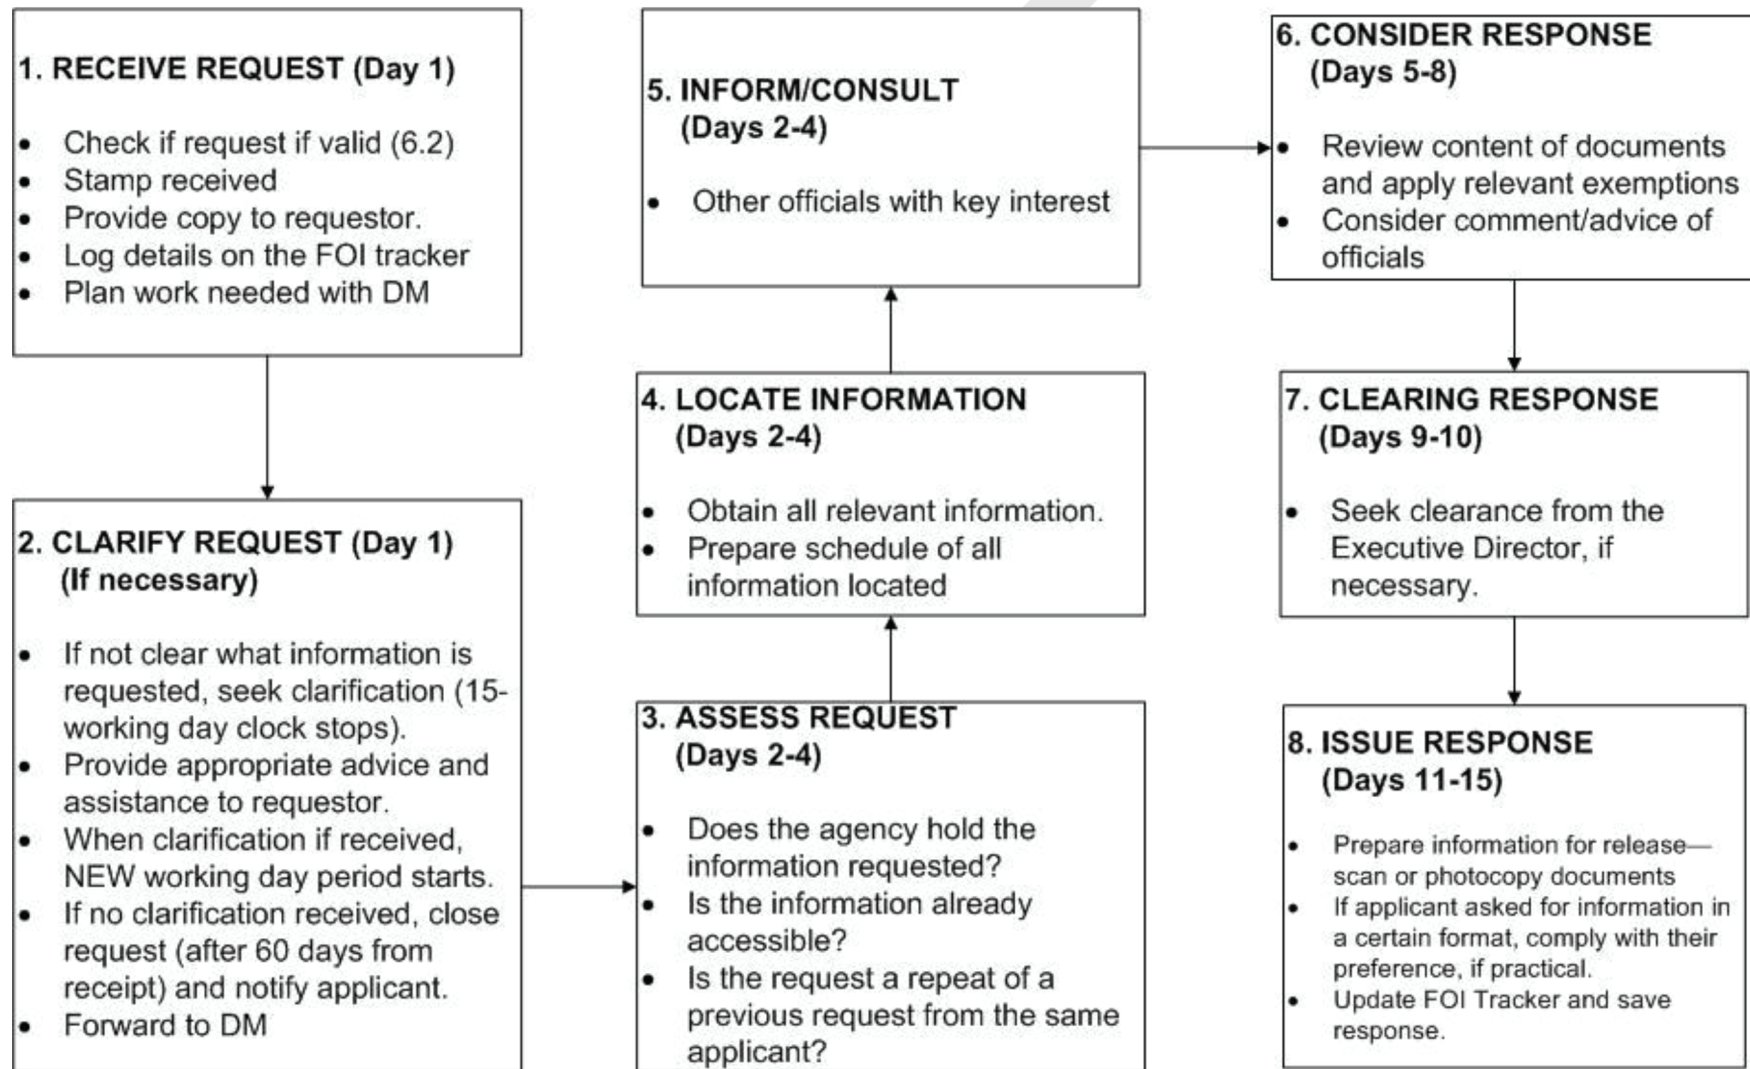 1. RECEIVE REQUEST (Day 1)
• Check if request if valid (6.2)
• Stamp received
• Provide copy to requestor.
• Log details on the FOI tracker
• Plan work needed with DM
2. CLARIFY REQUEST (Day 1)
(If necessary)
• If not clear what information is
requested, seek clarification (15-
working day clock stops).
• Provide appropriate advice and
assistance to requestor.
• When clarification if received,
NEW working day period starts.
• If no clarification received, close
request (after 60 days from
receipt) and notify applicant.
• Forward to DM
3. ASSESS REQUEST
(Days 2-4)
• Does the agency hold the
information requested?
• Is the information already
accessible?
• Is the request a repeat of a
previous request from the same
applicant?
4. LOCATE INFORMATION
(Days 2-4)
• Obtain all relevant information.
• Prepare schedule of all
information located
5. INFORM/CONSULT
(Days 2-4)
• Other officials with key interest
6. CONSIDER RESPONSE
(Days 5-8)
• Review content of documents
and apply relevant exemptions
• Consider comment/advice of
officials
7. CLEARING RESPONSE
(Days 9-10)
• Seek clearance from the
Executive Director, if
necessary.
8. ISSUE RESPONSE
(Days 11-15)
• Prepare information for release—
scan or photocopy documents
• If applicant asked for information in
a certain format, comply with their
preference, if practical.
• Update FOI Tracker and save
response.